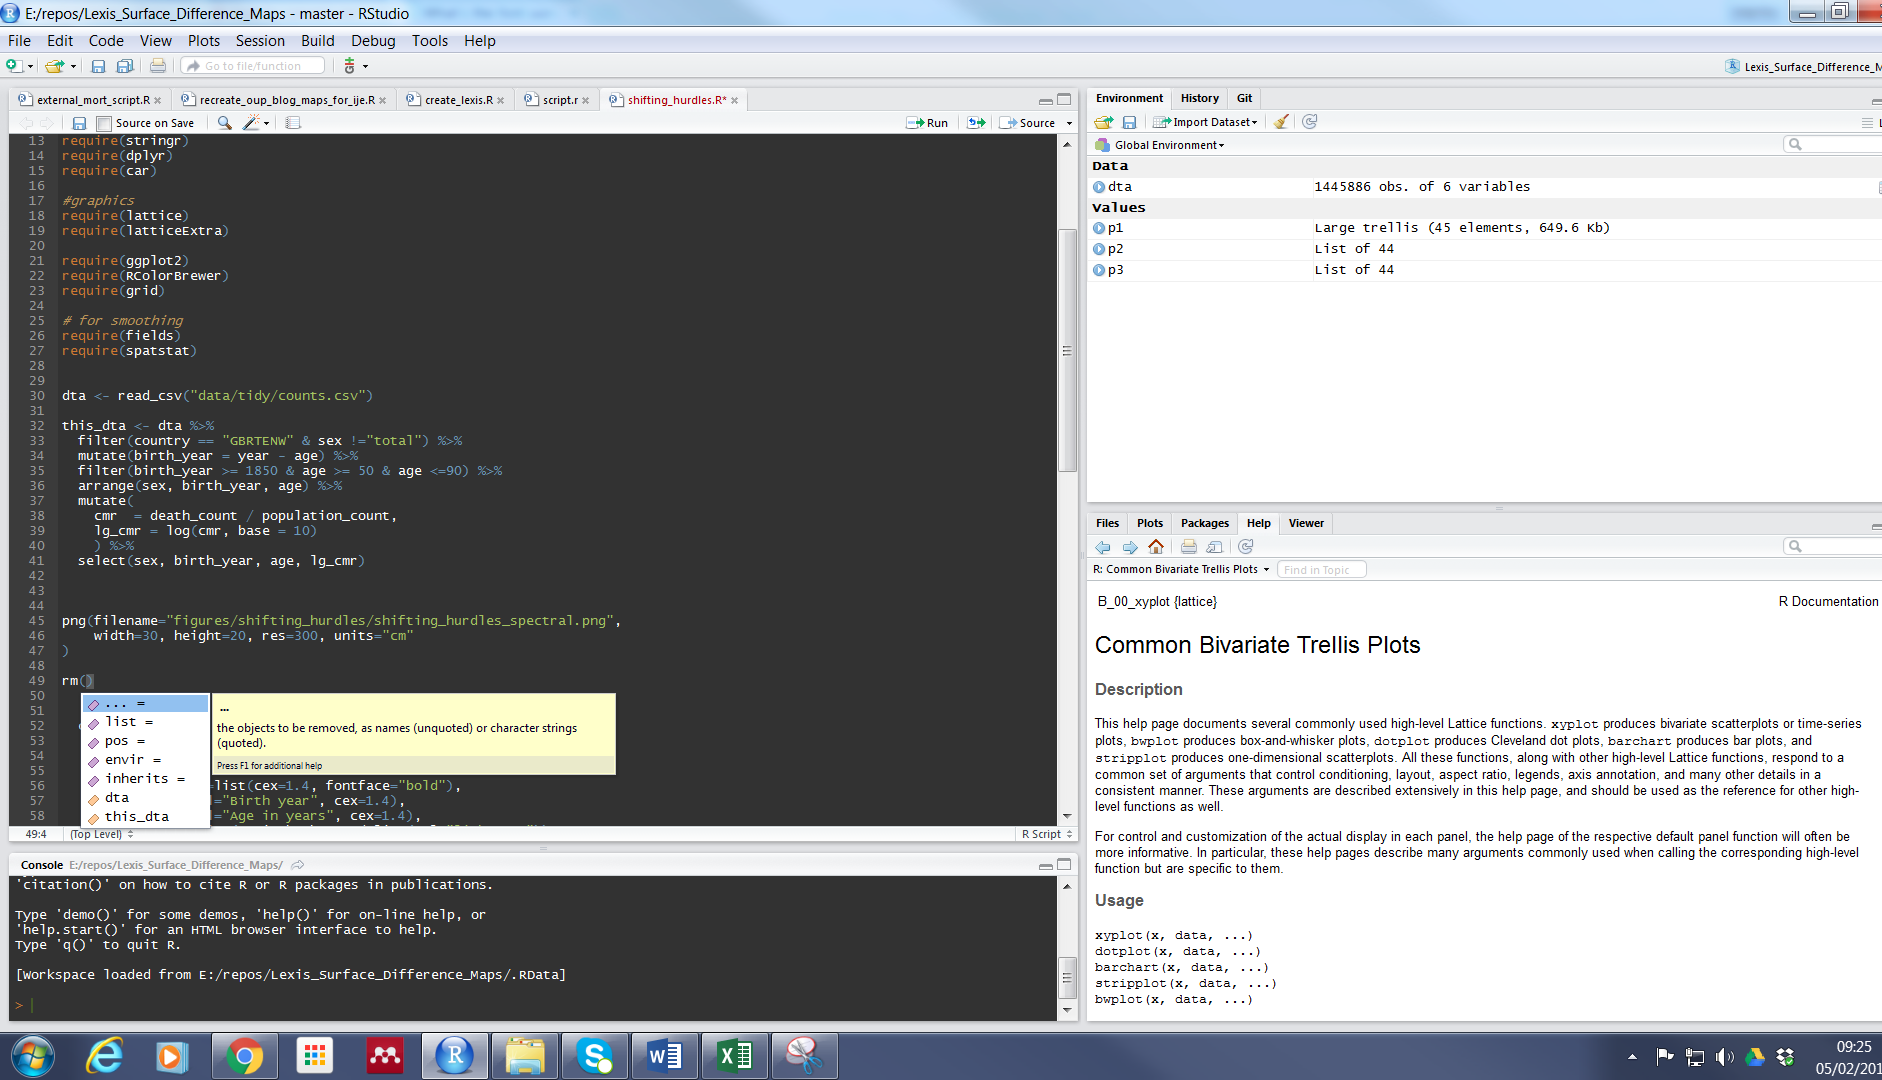 E:/repos/Lexis_Surface_Difference_Maps - master - RStudio
File Edit Code View Plots Session Build Debug Tools Help
Go to file/function
Lexis_Surface_Difference_M
external_mort_script.R recreate_oup_blog_maps_for_ije.R create_lexis.R script.r shifting_hurdles.R*
Source on Save Run Source
13 require(stringr)
14 require(dplyr)
15 require(car)
16
17 #graphics
18 require(lattice)
19 require(latticeExtra)
20
21 require(ggplot2)
22 require(RColorBrewer)
23 require(grid)
24
25 # for smoothing
26 require(fields)
27 require(spatstat)
28
29
30 dta <- read_csv("data/tidy/counts.csv")
31
32 this_dta <- dta %>%
33 filter(country == "GBRTENW" & sex !="total") %>%
34 mutate(birth_year = year - age) %>%
35 filter(birth_year >= 1850 & age >= 50 & age <=90) %>%
36 arrange(sex, birth_year, age) %>%
37 mutate(
38 cmr = death_count / population_count,
39 lg_cmr = log(cmr, base = 10)
40 ) %>%
41 select(sex, birth_year, age, lg_cmr)
42
43
44
45 png(filename="figures/shifting_hurdles/shifting_hurdles_spectral.png",
46 width=30, height=20, res=300, units="cm"
47 )
48
49 rm()
50
51
52
53
54
55
56 list(cex=1.4, fontface="bold"),
57 ="Birth year", cex=1.4),
58 ="Age in years", cex=1.4),
... =
list =
pos =
envir =
inherits =
dta
this_dta
...
the objects to be removed, as names (unquoted) or character strings
(quoted).
Press F1 for additional help
49:4 (Top Level) R Script
Console E:/repos/Lexis_Surface_Difference_Maps/
'citation()' on how to cite R or R packages in publications.
Type 'demo()' for some demos, 'help()' for on-line help, or
'help.start()' for an HTML browser interface to help.
Type 'q()' to quit R.
[Workspace loaded from E:/repos/Lexis_Surface_Difference_Maps/.RData]
>
Environment History Git
Import Dataset
Global Environment
Data
dta 1445886 obs. of 6 variables
Values
p1 Large trellis (45 elements, 649.6 Kb)
p2 List of 44
p3 List of 44
Files Plots Packages Help Viewer
R: Common Bivariate Trellis Plots Find in Topic
B_00_xyplot {lattice} R Documentation
Common Bivariate Trellis Plots
Description
This help page documents several commonly used high-level Lattice functions. xyplot produces bivariate scatterplots or time-series
plots, bwplot produces box-and-whisker plots, dotplot produces Cleveland dot plots, barchart produces bar plots, and
stripplot produces one-dimensional scatterplots. All these functions, along with other high-level Lattice functions, respond to a
common set of arguments that control conditioning, layout, aspect ratio, legends, axis annotation, and many other details in a
consistent manner. These arguments are described extensively in this help page, and should be used as the reference for other high-
level functions as well.
For control and customization of the actual display in each panel, the help page of the respective default panel function will often be
more informative. In particular, these help pages describe many arguments commonly used when calling the corresponding high-level
function but are specific to them.
Usage
xyplot(x, data, ...)
dotplot(x, data, ...)
barchart(x, data, ...)
stripplot(x, data, ...)
bwplot(x, data, ...)
09:25
05/02/201